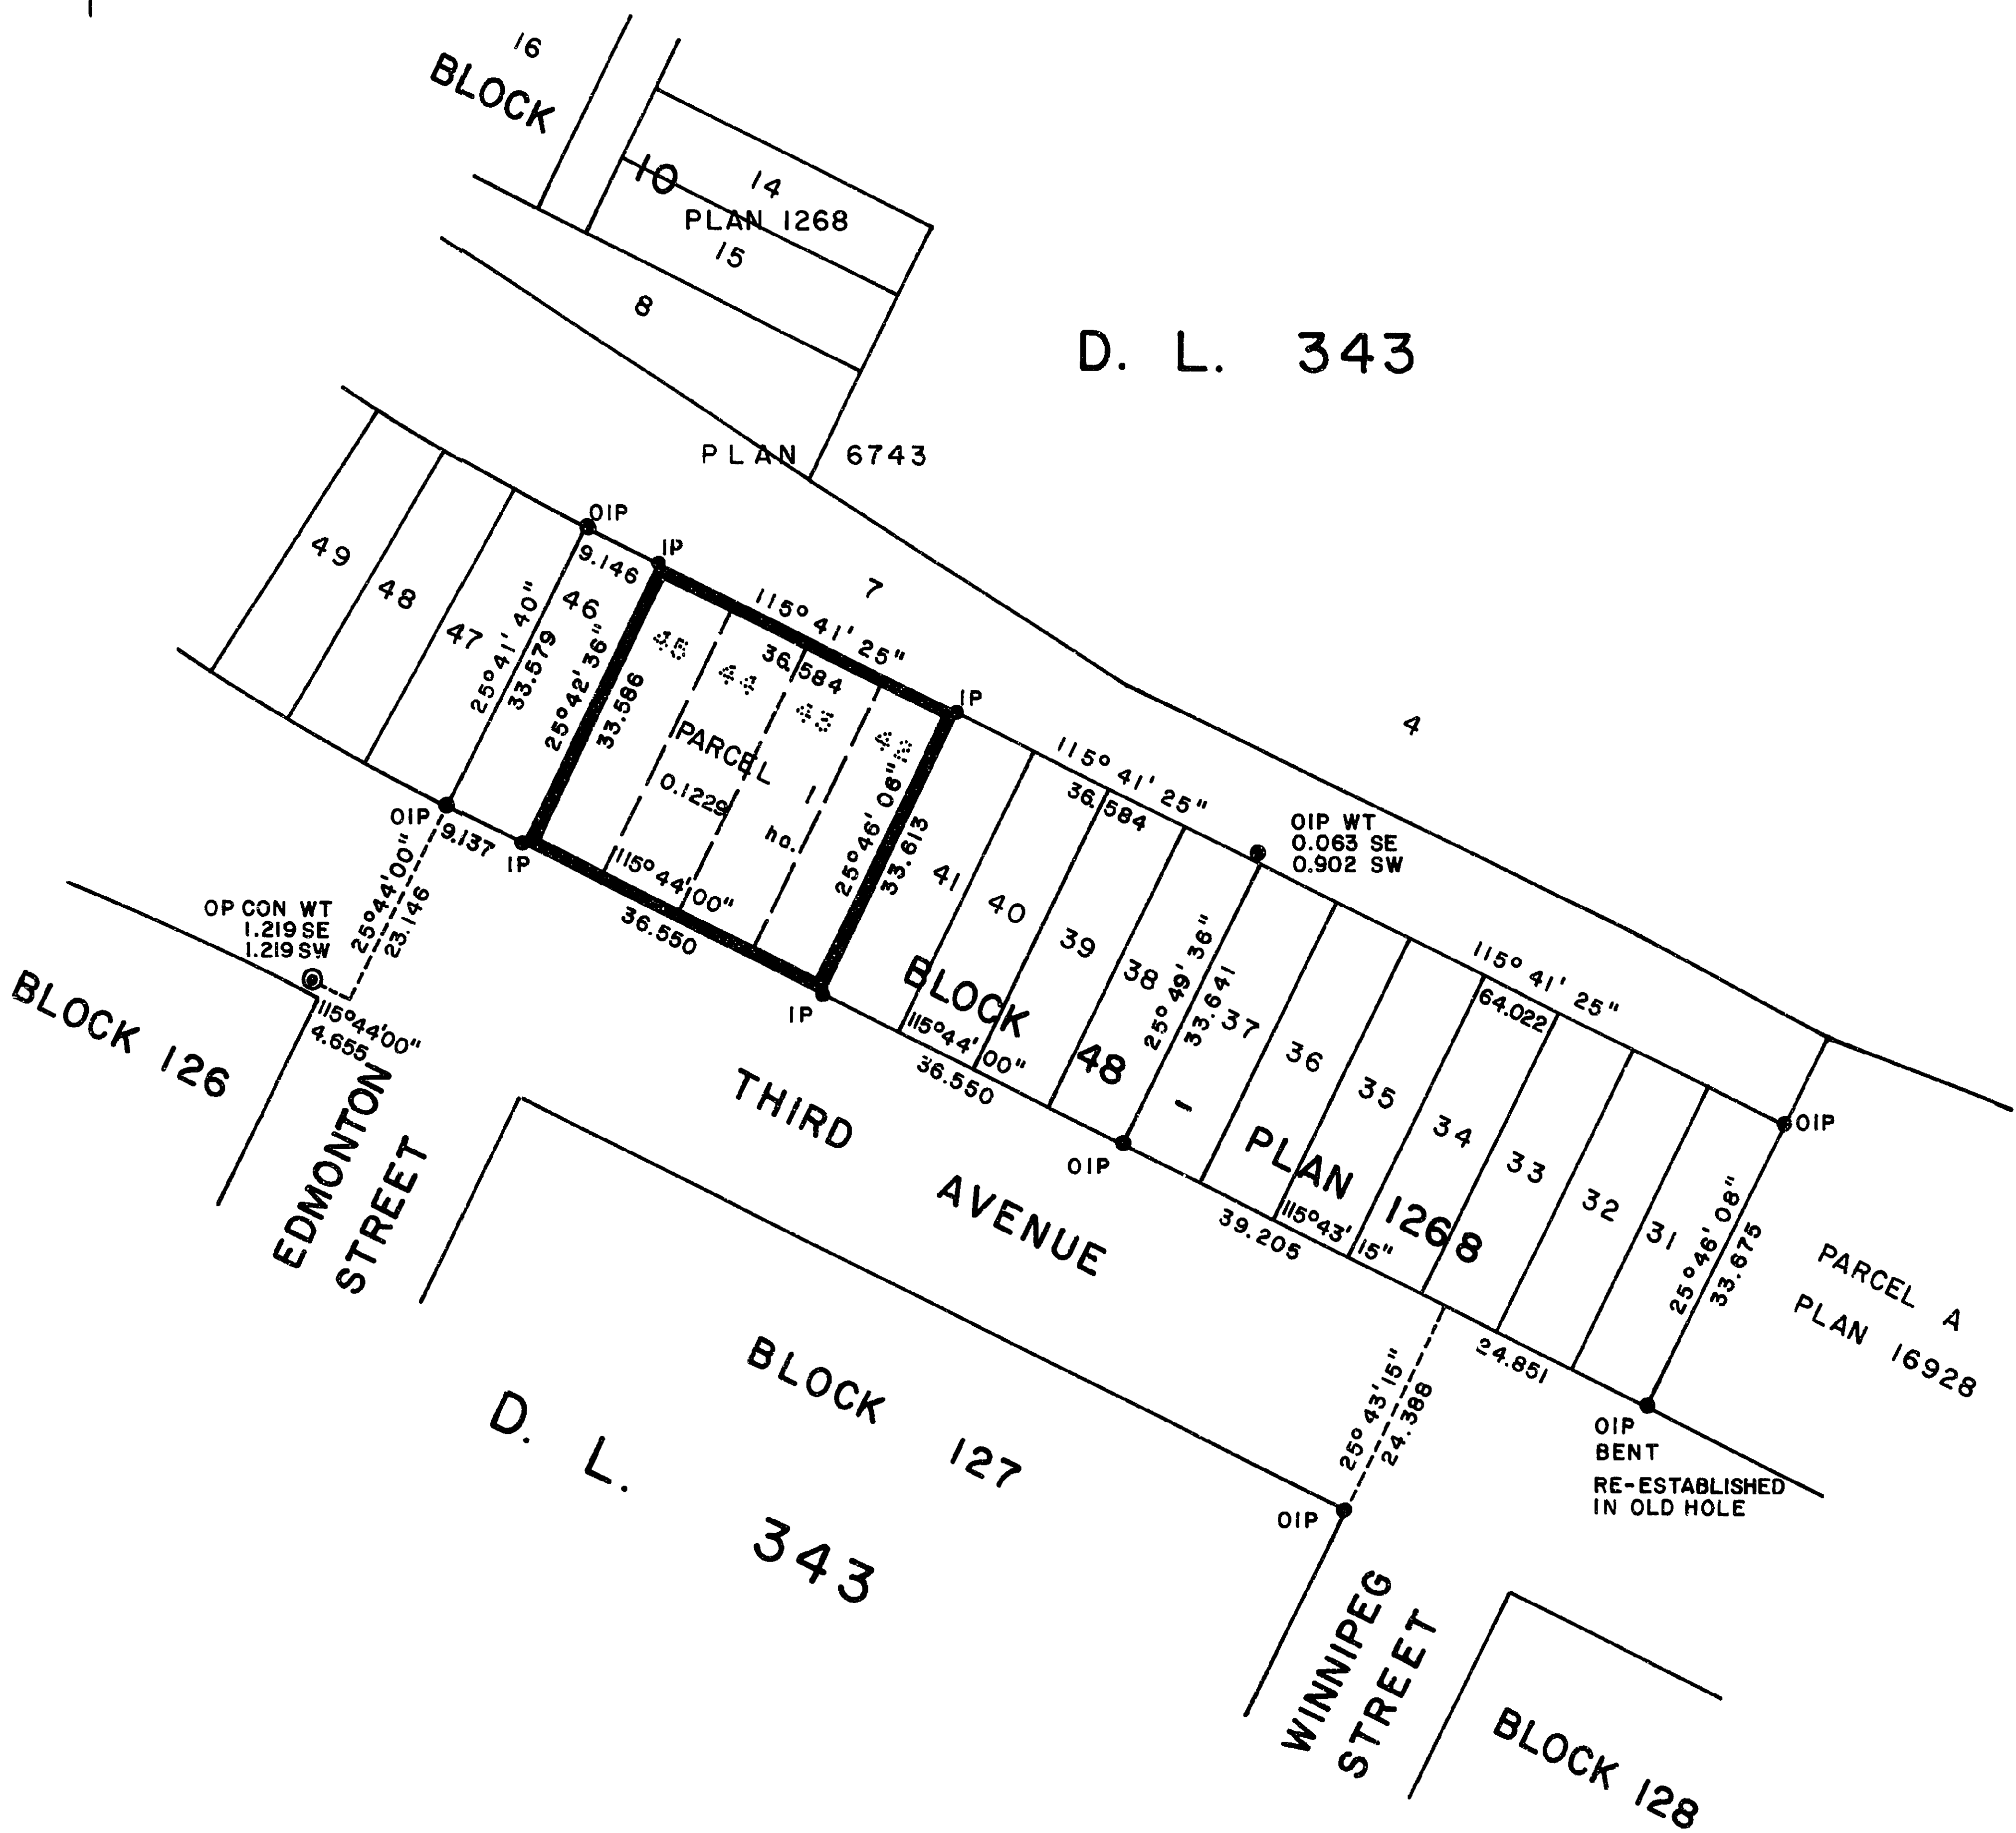 16
BLOCK
10
14
PLAN 1268
15
8
D. L. 343
PLAN 6743
OIP
IP
9.146
49
48
47
46
25° 41' 40"
33.579
25° 42' 36"
33.586
7
115° 41' 25"
36.584
45
44
43
42
PARCEL 1
0.1229 ha.
IP
25° 46' 06"
33.613
115° 44' 00"
36.550
OIP
9.137
IP
IP
25° 44' 00"
23.146
OP CON WT
1.219 SE
1.219 SW
115° 44' 00"
4.655
BLOCK 126
EDMONTON
STREET
4
115° 41' 25"
36.584
OIP WT
0.063 SE
0.902 SW
41
40
39
38
37
36
35
34
33
32
31
BLOCK
48
115° 44' 00"
36.550
25° 49' 36"
33.641
115° 41' 25"
64.022
OIP
OIP
PLAN
1268
39.205
115° 43' 15"
24.851
25° 46' 08"
33.675
PARCEL A
PLAN 16928
THIRD
AVENUE
BLOCK 127
D. L. 343
25° 43' 15"
24.388
OIP
OIP
BENT
RE-ESTABLISHED
IN OLD HOLE
WINNIPEG
STREET
BLOCK 128